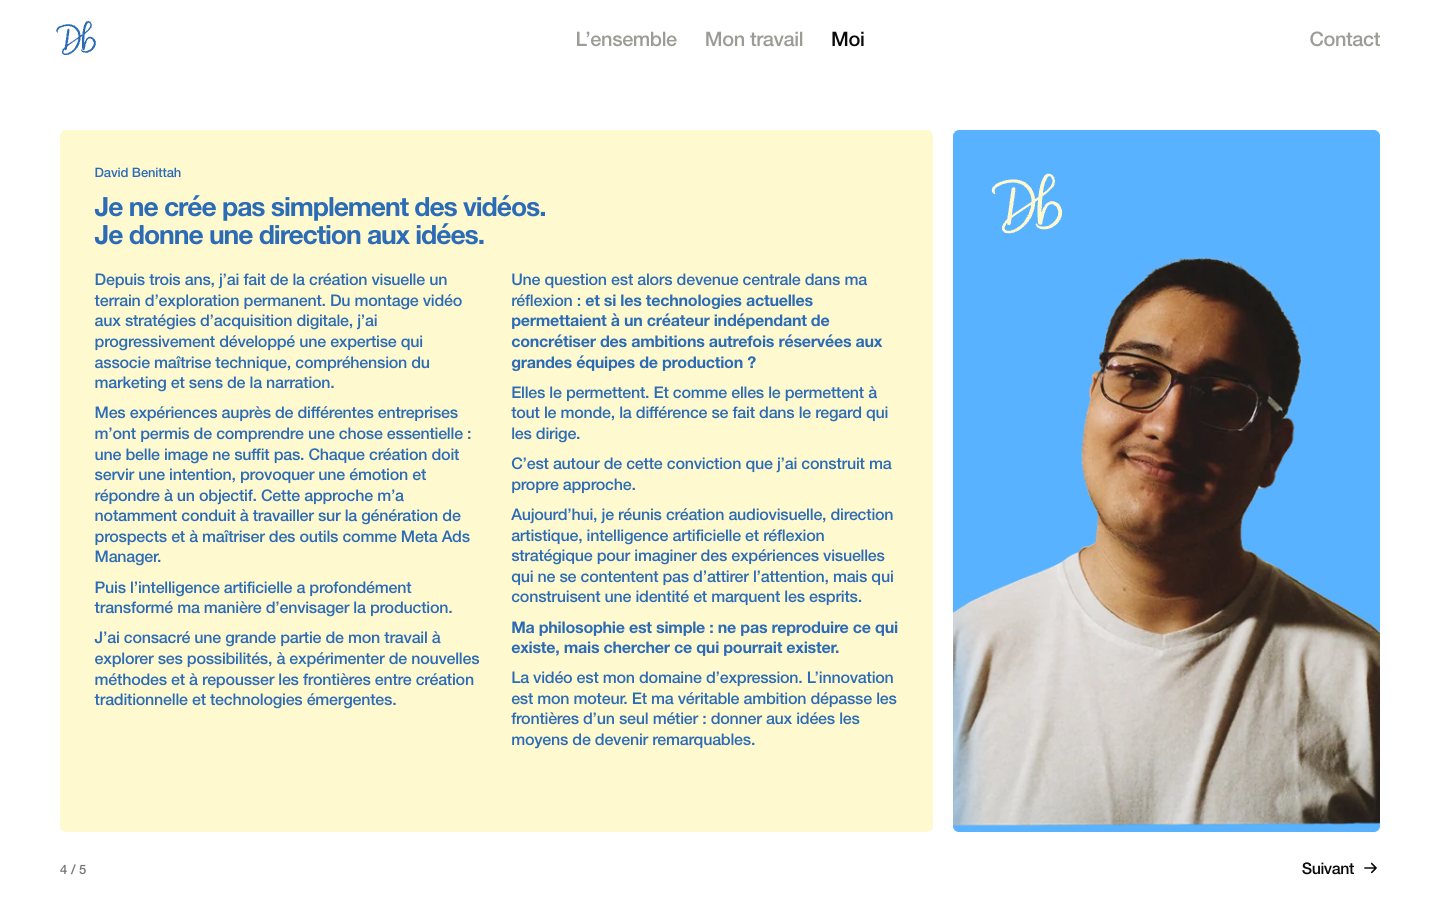 Db
L’ensemble
Mon travail
Moi
Contact
David Benittah
Je ne crée pas simplement des vidéos.
Je donne une direction aux idées.
Depuis trois ans, j’ai fait de la création visuelle un
terrain d’exploration permanent. Du montage vidéo
aux stratégies d’acquisition digitale, j’ai
progressivement développé une expertise qui
associe maîtrise technique, compréhension du
marketing et sens de la narration.
Mes expériences auprès de différentes entreprises
m’ont permis de comprendre une chose essentielle :
une belle image ne suffit pas. Chaque création doit
servir une intention, provoquer une émotion et
répondre à un objectif. Cette approche m’a
notamment conduit à travailler sur la génération de
prospects et à maîtriser des outils comme Meta Ads
Manager.
Puis l’intelligence artificielle a profondément
transformé ma manière d’envisager la production.
J’ai consacré une grande partie de mon travail à
explorer ses possibilités, à expérimenter de nouvelles
méthodes et à repousser les frontières entre création
traditionnelle et technologies émergentes.
Une question est alors devenue centrale dans ma
réflexion : et si les technologies actuelles
permettaient à un créateur indépendant de
concrétiser des ambitions autrefois réservées aux
grandes équipes de production ?
Elles le permettent. Et comme elles le permettent à
tout le monde, la différence se fait dans le regard qui
les dirige.
C’est autour de cette conviction que j’ai construit ma
propre approche.
Aujourd’hui, je réunis création audiovisuelle, direction
artistique, intelligence artificielle et réflexion
stratégique pour imaginer des expériences visuelles
qui ne se contentent pas d’attirer l’attention, mais qui
construisent une identité et marquent les esprits.
Ma philosophie est simple : ne pas reproduire ce qui
existe, mais chercher ce qui pourrait exister.
La vidéo est mon domaine d’expression. L’innovation
est mon moteur. Et ma véritable ambition dépasse les
frontières d’un seul métier : donner aux idées les
moyens de devenir remarquables.
Db
4 / 5
Suivant →